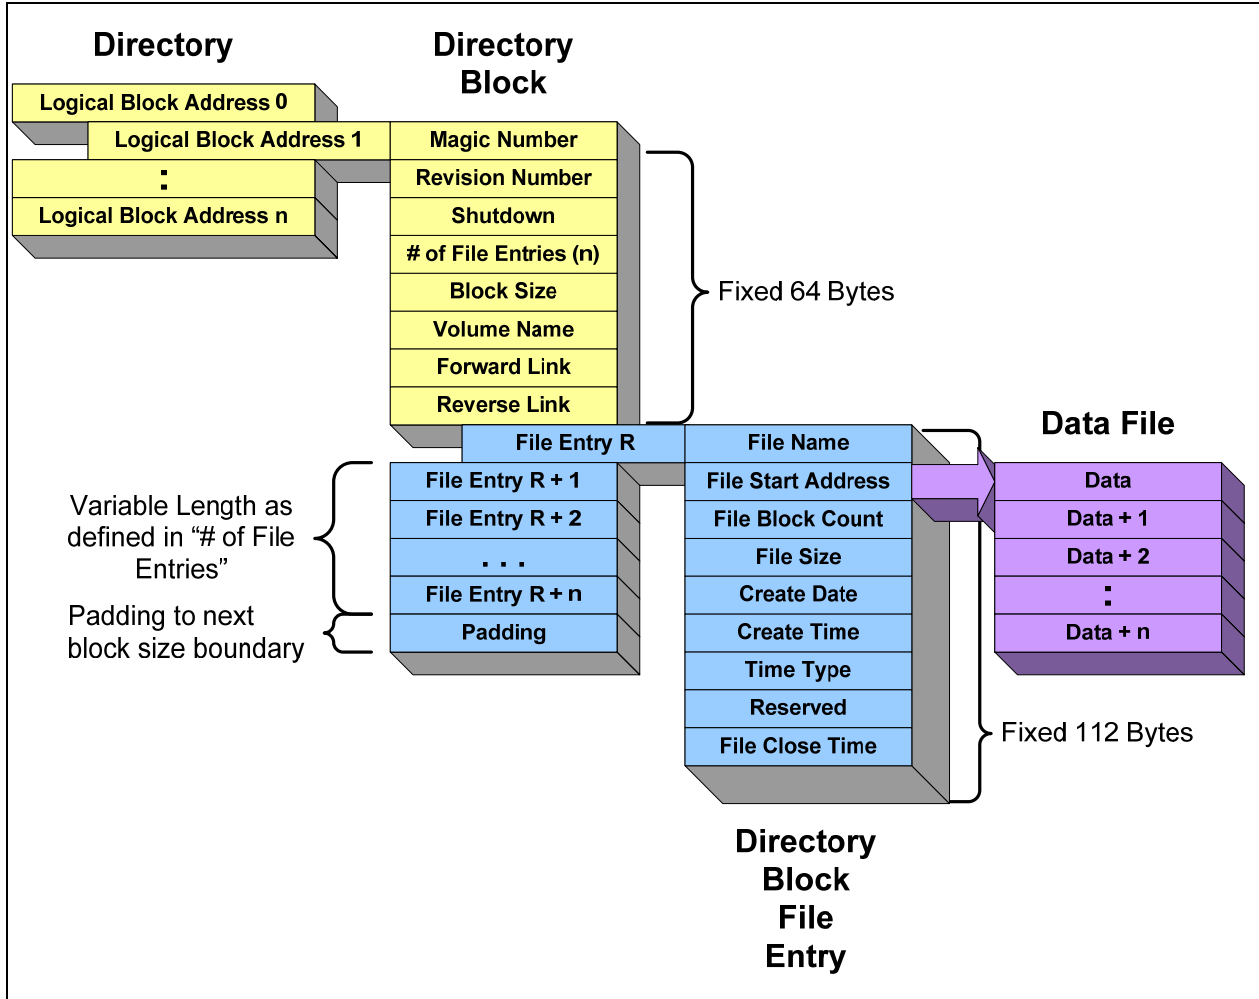 Directory
Directory
Block
Logical Block Address 0
Logical Block Address 1
:
Logical Block Address n
Magic Number
Revision Number
Shutdown
# of File Entries (n)
Block Size
Volume Name
Forward Link
Reverse Link
Fixed 64 Bytes
File Entry R
File Entry R + 1
File Entry R + 2
. . .
File Entry R + n
Padding
Variable Length as
defined in “# of File
Entries”
Padding to next
block size boundary
File Name
File Start Address
File Block Count
File Size
Create Date
Create Time
Time Type
Reserved
File Close Time
Fixed 112 Bytes
Directory
Block
File
Entry
Data File
Data
Data + 1
Data + 2
:
Data + n